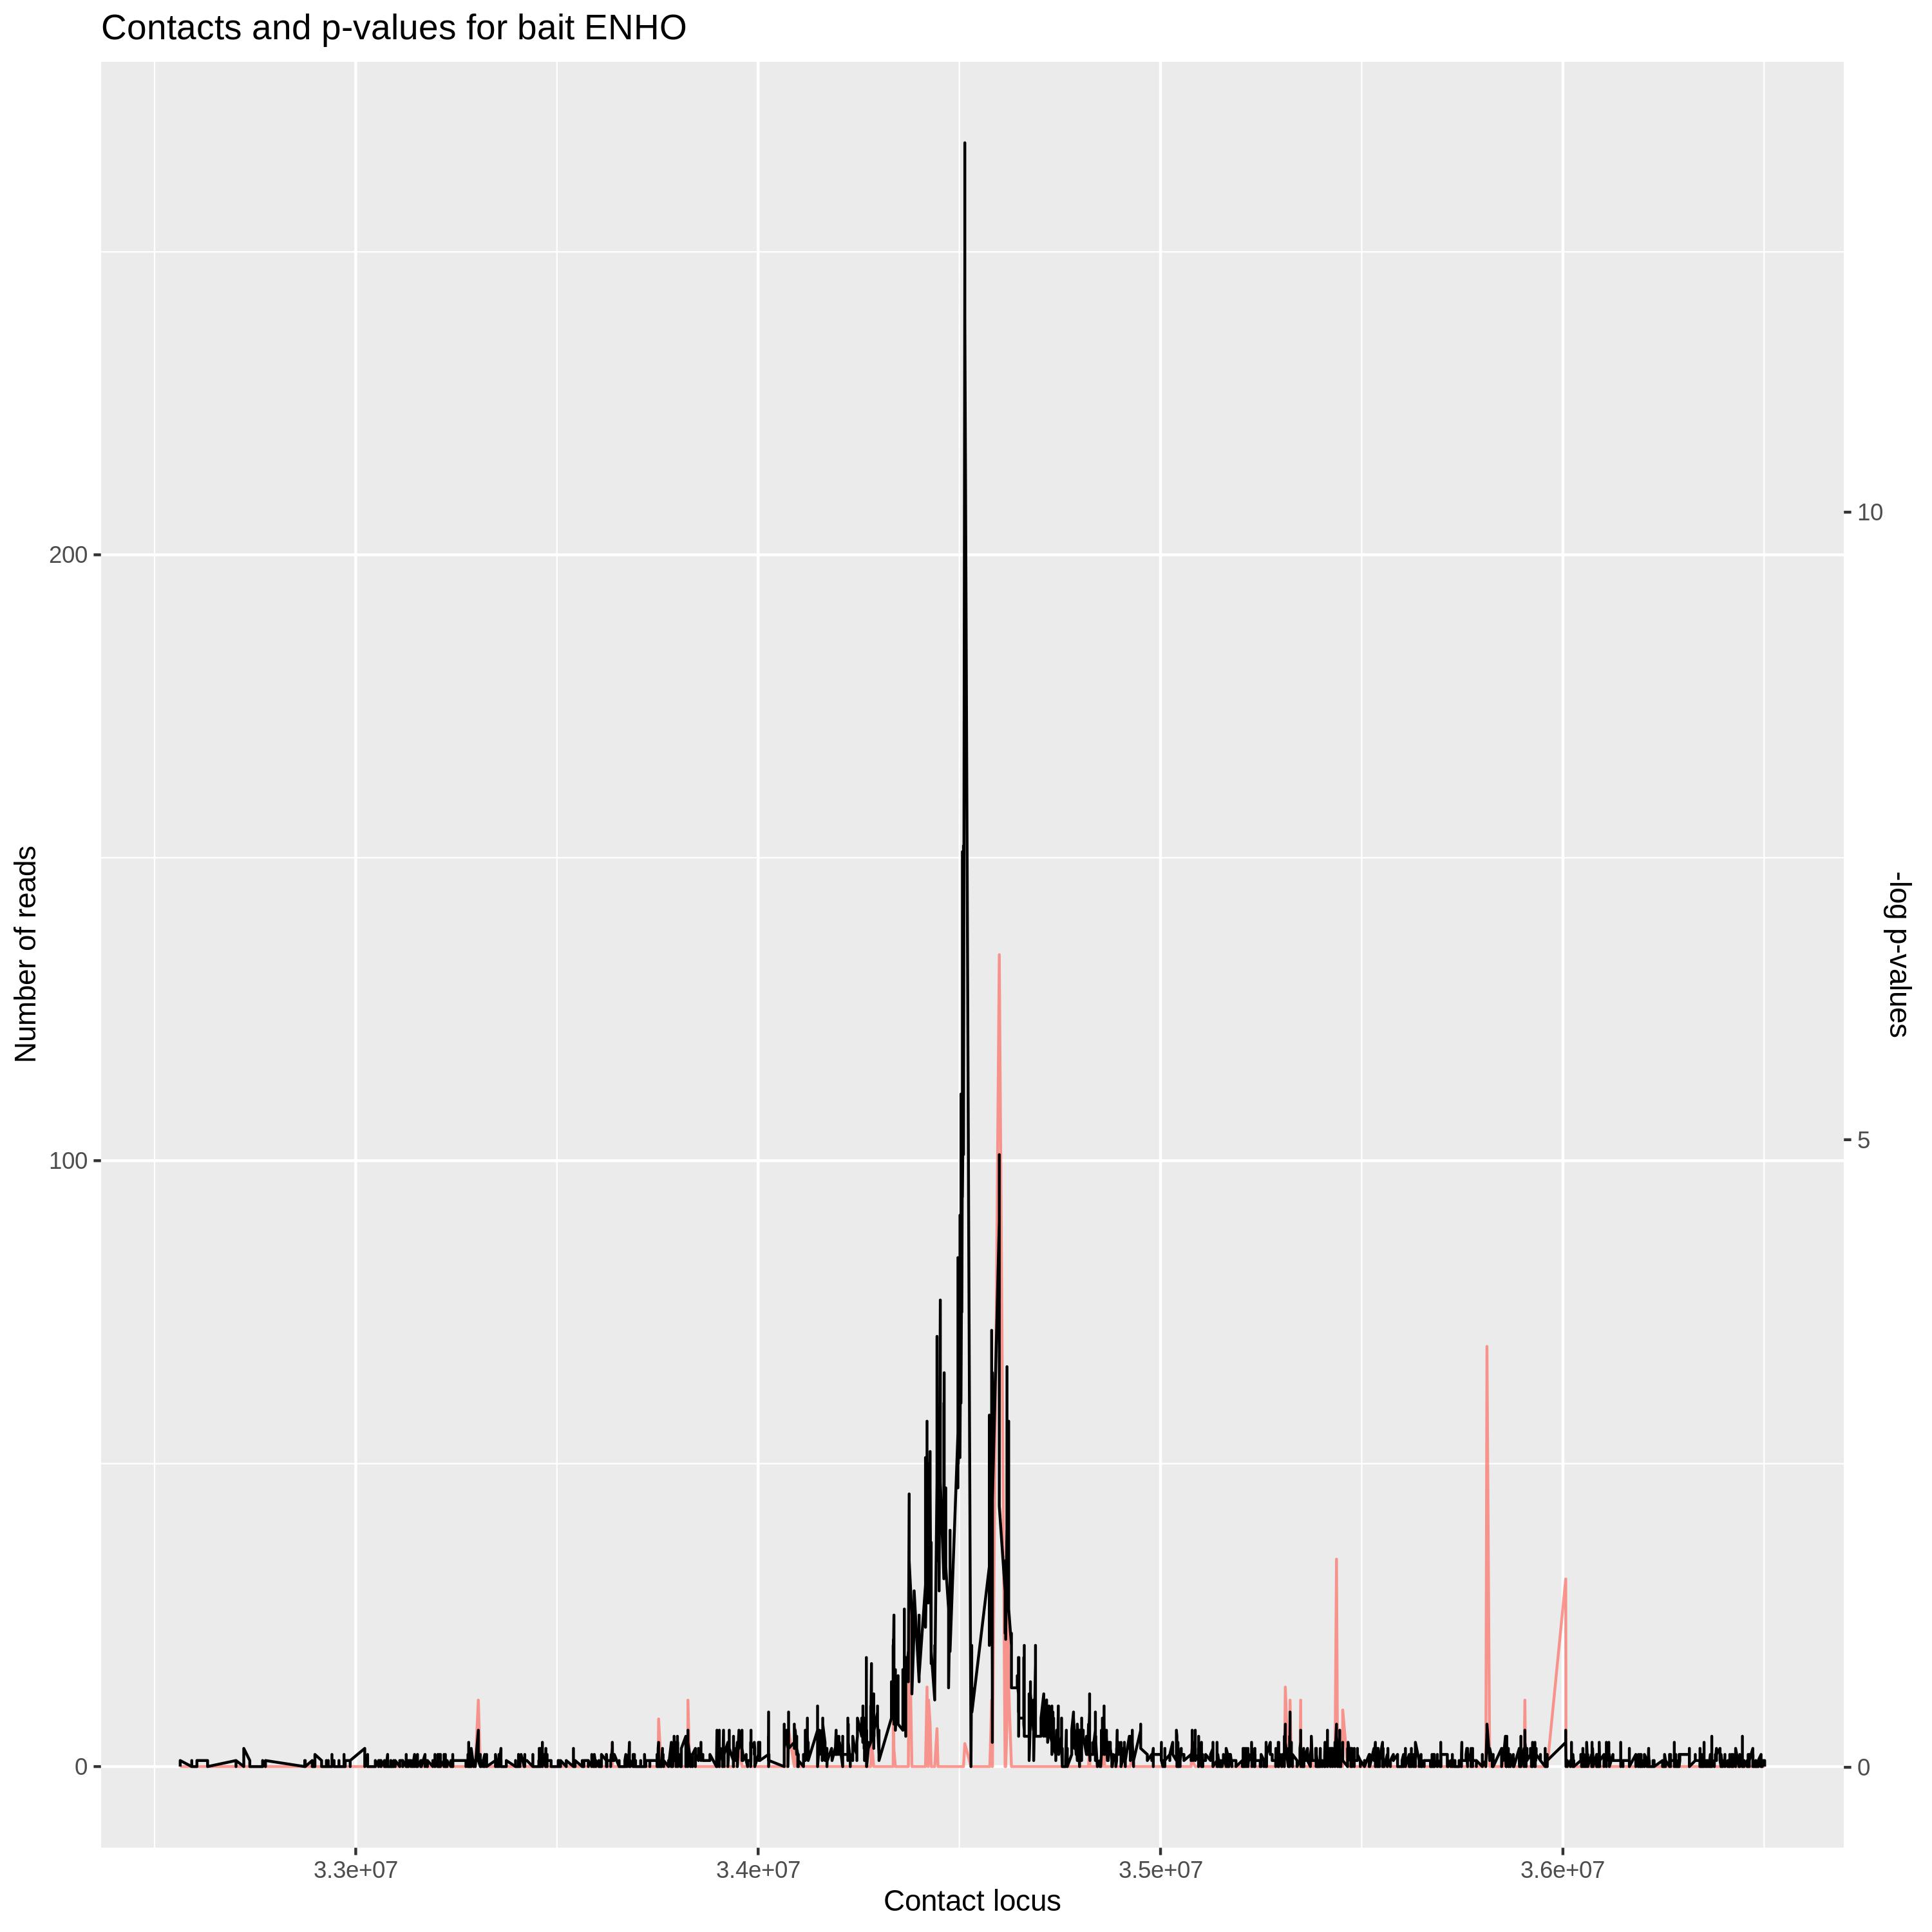 Contacts and p-values for bait ENHO
Number of reads
200
100
0
10
5
0
-log p-values
3.3e+07
3.4e+07
3.5e+07
3.6e+07
Contact locus